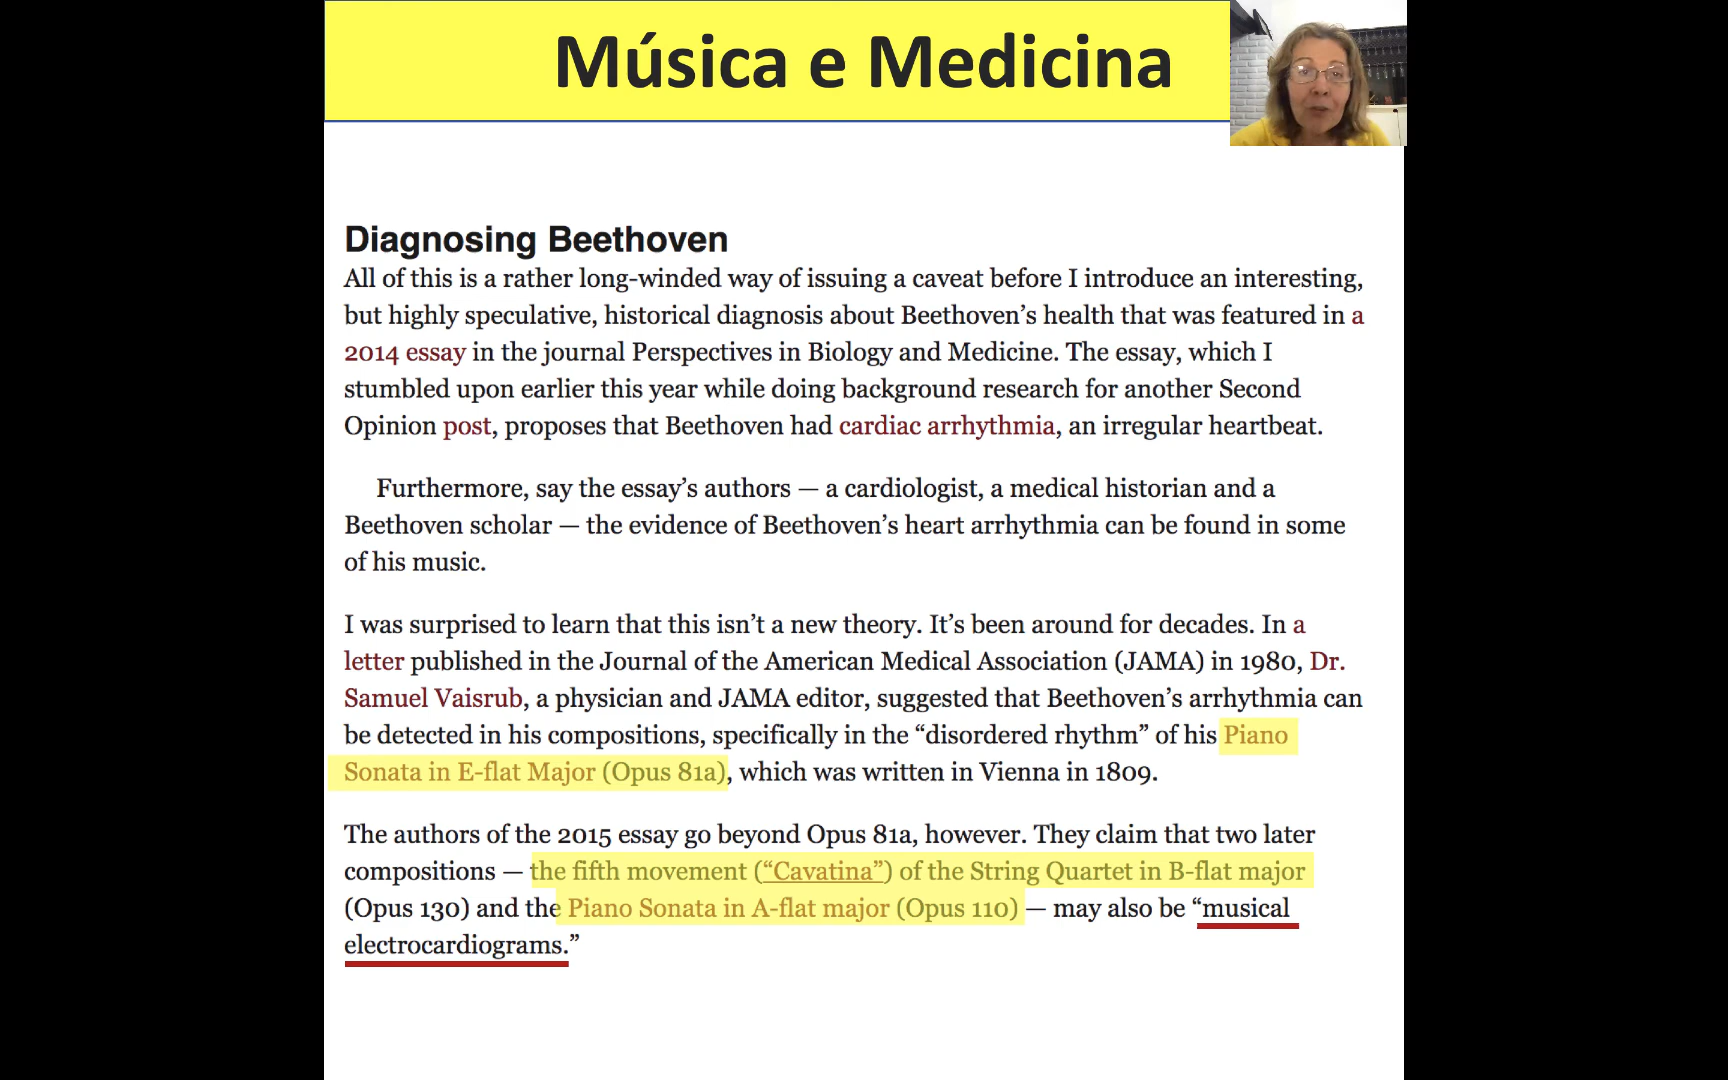 Música e Medicina
Diagnosing Beethoven
All of this is a rather long-winded way of issuing a caveat before I introduce an interesting,
but highly speculative, historical diagnosis about Beethoven’s health that was featured in a
2014 essay in the journal Perspectives in Biology and Medicine. The essay, which I
stumbled upon earlier this year while doing background research for another Second
Opinion post, proposes that Beethoven had cardiac arrhythmia, an irregular heartbeat.
Furthermore, say the essay’s authors — a cardiologist, a medical historian and a
Beethoven scholar — the evidence of Beethoven’s heart arrhythmia can be found in some
of his music.
I was surprised to learn that this isn’t a new theory. It’s been around for decades. In a
letter published in the Journal of the American Medical Association (JAMA) in 1980, Dr.
Samuel Vaisrub, a physician and JAMA editor, suggested that Beethoven’s arrhythmia can
be detected in his compositions, specifically in the “disordered rhythm” of his Piano
Sonata in E-flat Major (Opus 81a), which was written in Vienna in 1809.
The authors of the 2015 essay go beyond Opus 81a, however. They claim that two later
compositions — the fifth movement (“Cavatina”) of the String Quartet in B-flat major
(Opus 130) and the Piano Sonata in A-flat major (Opus 110) — may also be “musical
electrocardiograms.”